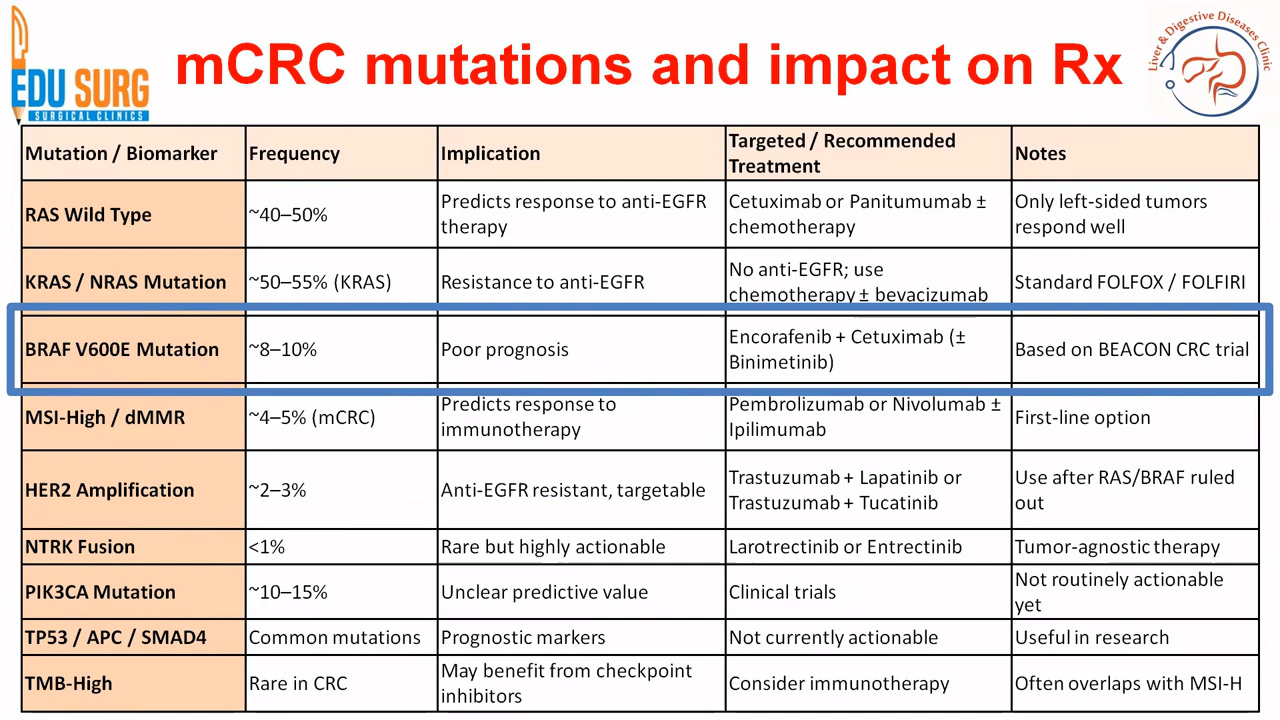 mCRC mutations and impact on Rx
EDU SURG
SURGICAL CLINICS
Liver & Digestive Diseases Clinic
Mutation / Biomarker
Frequency
Implication
Targeted / Recommended
Treatment
Notes
RAS Wild Type
~40–50%
Predicts response to anti-EGFR
therapy
Cetuximab or Panitumumab ±
chemotherapy
Only left-sided tumors
respond well
KRAS / NRAS Mutation
~50–55% (KRAS)
Resistance to anti-EGFR
No anti-EGFR; use
chemotherapy ± bevacizumab
Standard FOLFOX / FOLFIRI
BRAF V600E Mutation
~8–10%
Poor prognosis
Encorafenib + Cetuximab (±
Binimetinib)
Based on BEACON CRC trial
MSI-High / dMMR
~4–5% (mCRC)
Predicts response to
immunotherapy
Pembrolizumab or Nivolumab ±
Ipilimumab
First-line option
HER2 Amplification
~2–3%
Anti-EGFR resistant, targetable
Trastuzumab + Lapatinib or
Trastuzumab + Tucatinib
Use after RAS/BRAF ruled
out
NTRK Fusion
<1%
Rare but highly actionable
Larotrectinib or Entrectinib
Tumor-agnostic therapy
PIK3CA Mutation
~10–15%
Unclear predictive value
Clinical trials
Not routinely actionable
yet
TP53 / APC / SMAD4
Common mutations
Prognostic markers
Not currently actionable
Useful in research
TMB-High
Rare in CRC
May benefit from checkpoint
inhibitors
Consider immunotherapy
Often overlaps with MSI-H